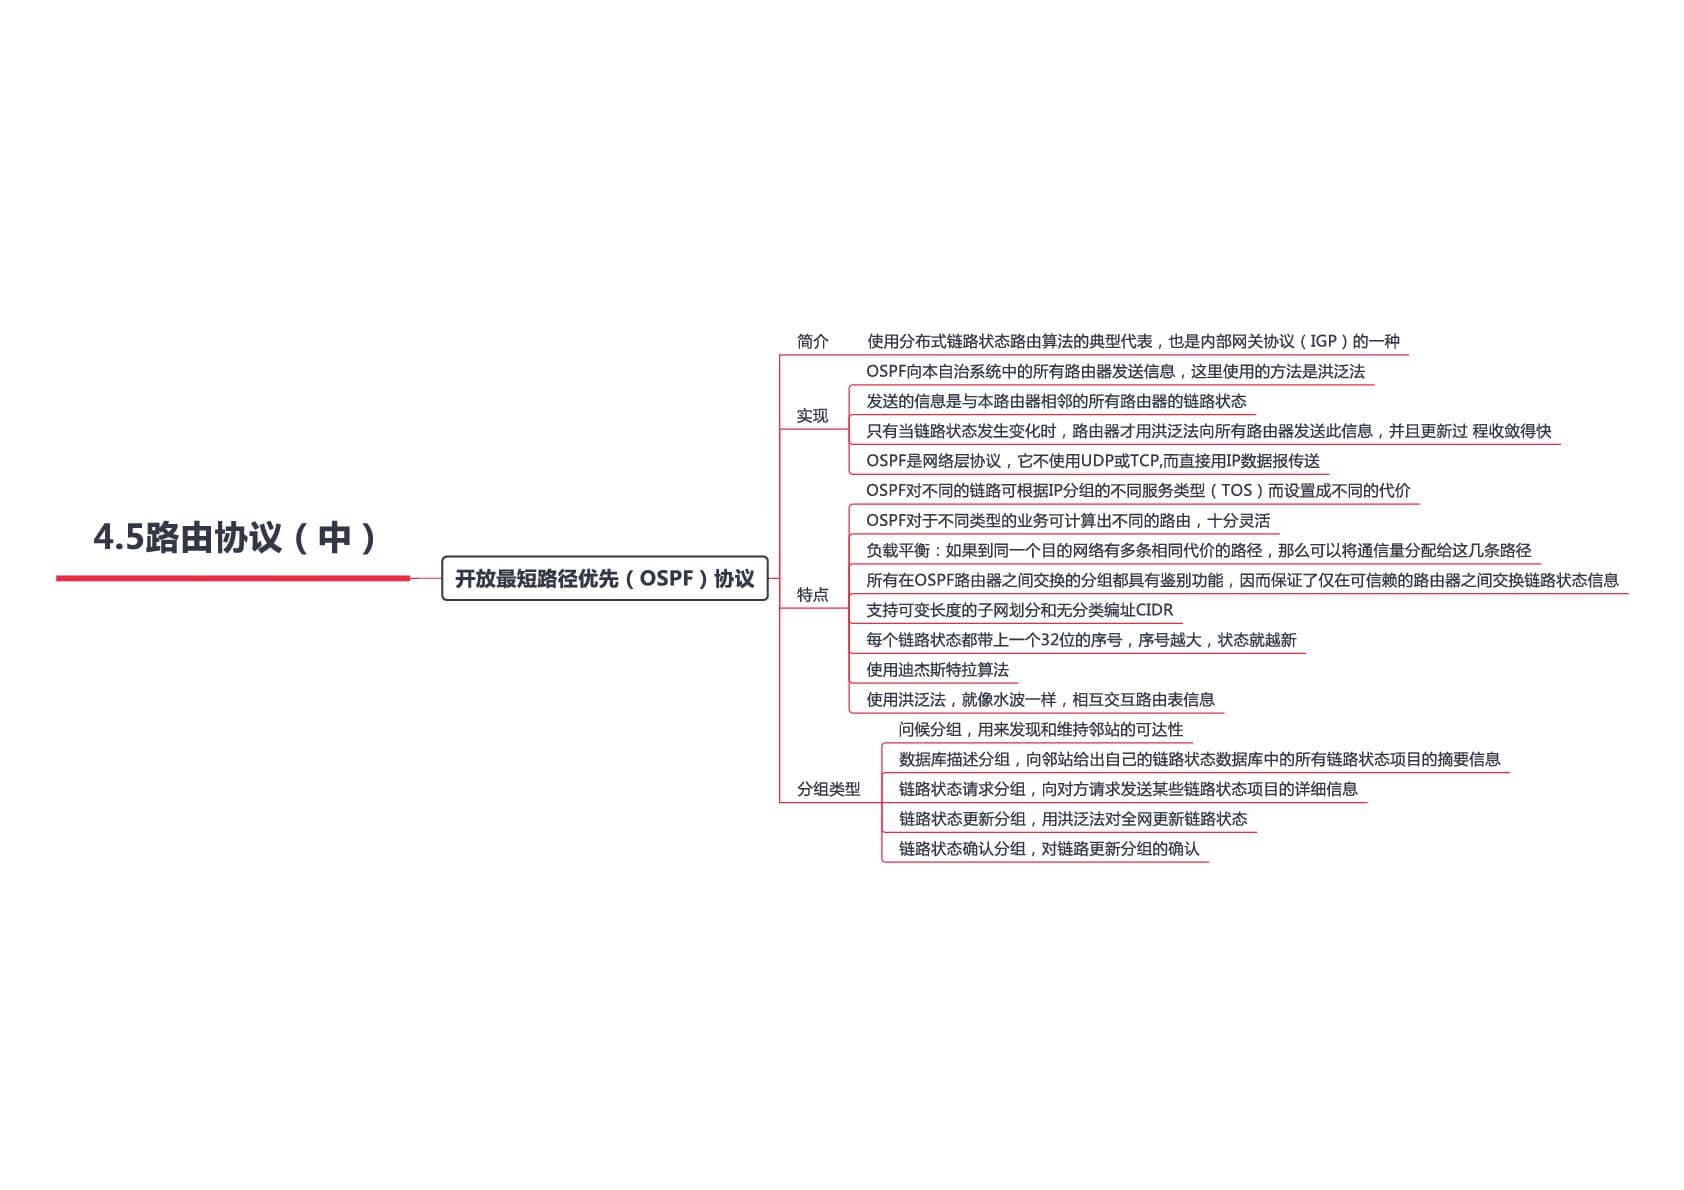 4.5路由协议（中）
开放最短路径优先（OSPF）协议
简介
使用分布式链路状态路由算法的典型代表，也是内部网关协议（IGP）的一种
实现
OSPF向本自治系统中的所有路由器发送信息，这里使用的方法是洪泛法
发送的信息是与本路由器相邻的所有路由器的链路状态
只有当链路状态发生变化时，路由器才用洪泛法向所有路由器发送此信息，并且更新过 程收敛得快
OSPF是网络层协议，它不使用UDP或TCP,而直接用IP数据报传送
特点
OSPF对不同的链路可根据IP分组的不同服务类型（TOS）而设置成不同的代价
OSPF对于不同类型的业务可计算出不同的路由，十分灵活
负载平衡：如果到同一个目的网络有多条相同代价的路径，那么可以将通信量分配给这几条路径
所有在OSPF路由器之间交换的分组都具有鉴别功能，因而保证了仅在可信赖的路由器之间交换链路状态信息
支持可变长度的子网划分和无分类编址CIDR
每个链路状态都带上一个32位的序号，序号越大，状态就越新
使用迪杰斯特拉算法
使用洪泛法，就像水波一样，相互交互路由表信息
分组类型
问候分组，用来发现和维持邻站的可达性
数据库描述分组，向邻站给出自己的链路状态数据库中的所有链路状态项目的摘要信息
链路状态请求分组，向对方请求发送某些链路状态项目的详细信息
链路状态更新分组，用洪泛法对全网更新链路状态
链路状态确认分组，对链路更新分组的确认